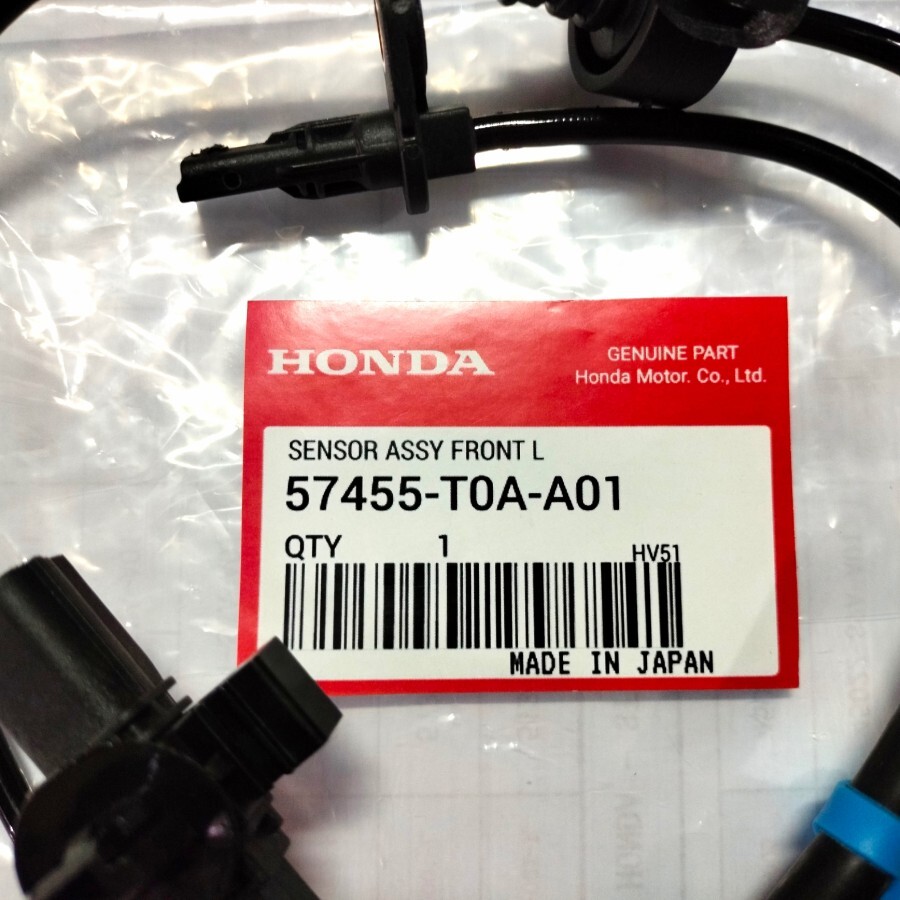 HONDA
GENUINE PART
Honda Motor. Co., Ltd.
SENSOR ASSY FRONT L
57455-T0A-A01
QTY 1
HV51
MADE IN JAPAN
HONDA